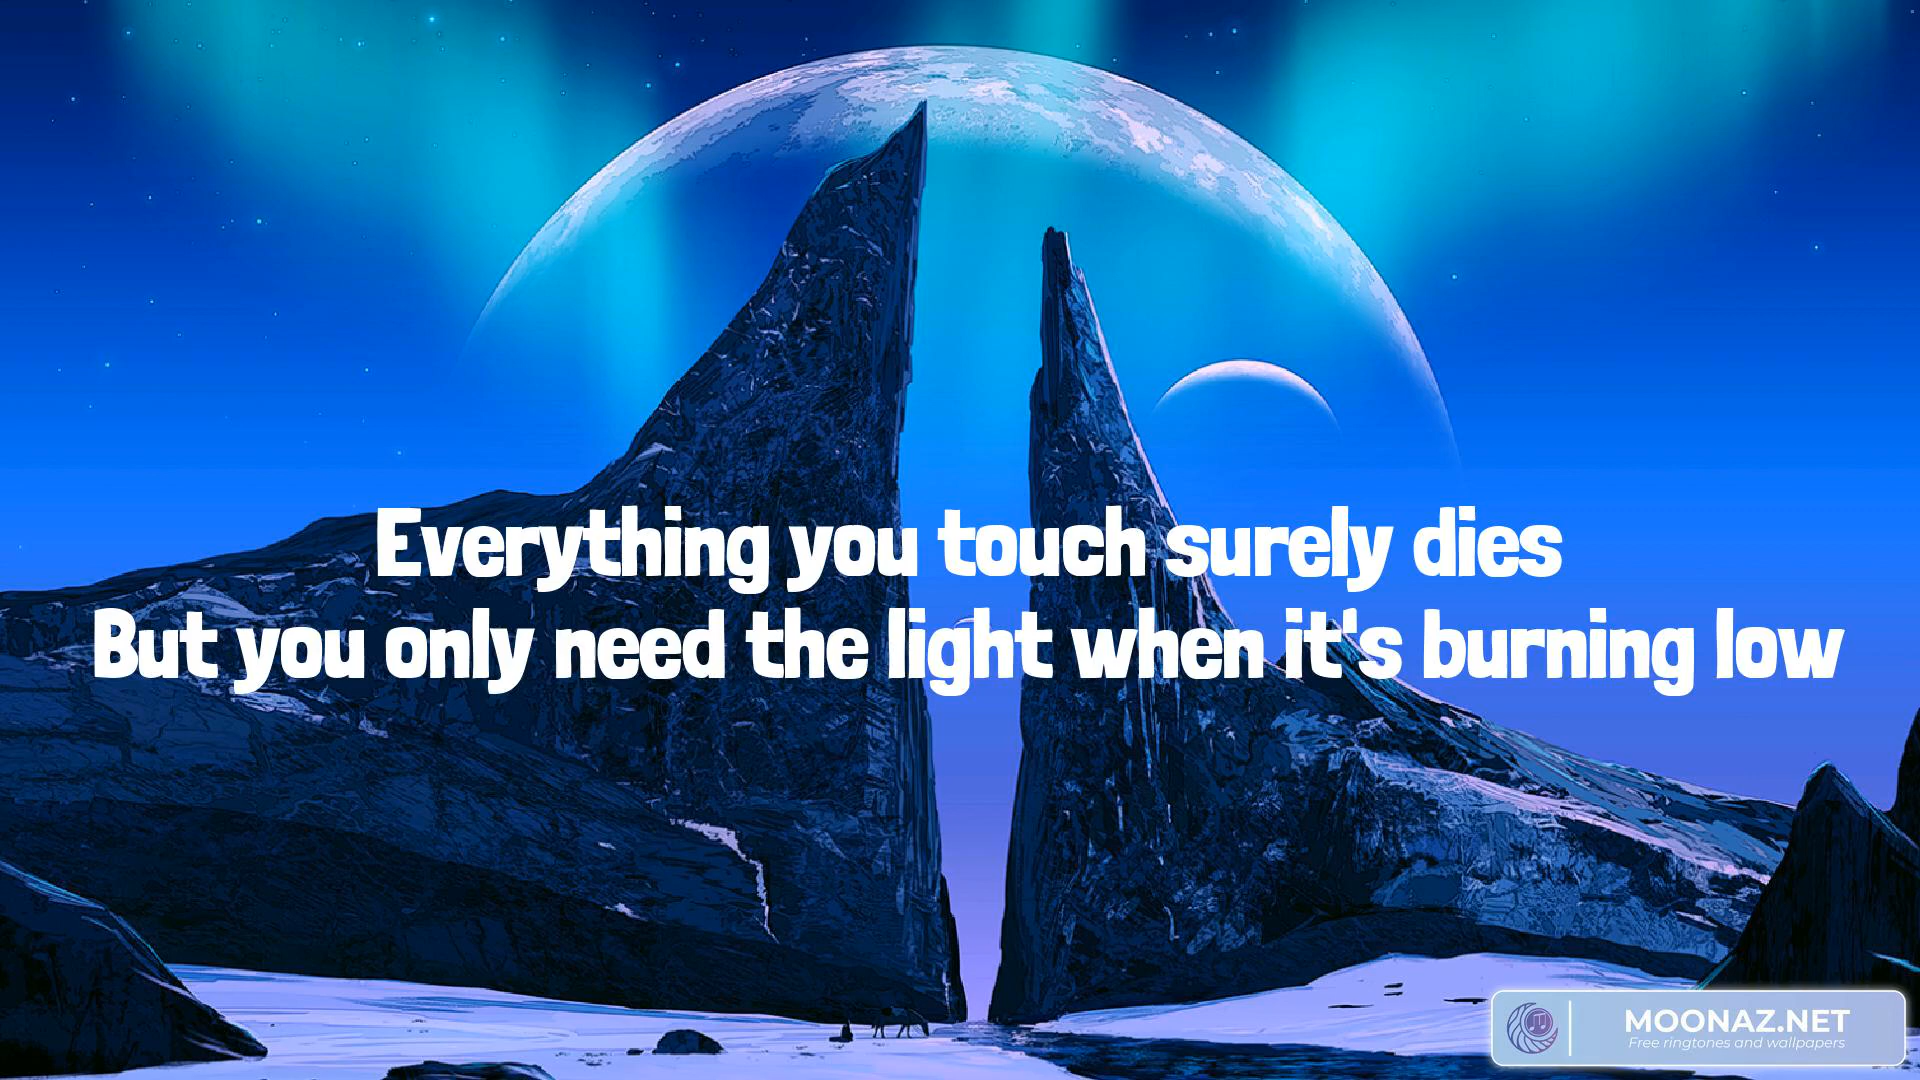 Everything you touch surely dies
But you only need the light when it's burning low
MOONAZ.NET
Free ringtones and wallpapers